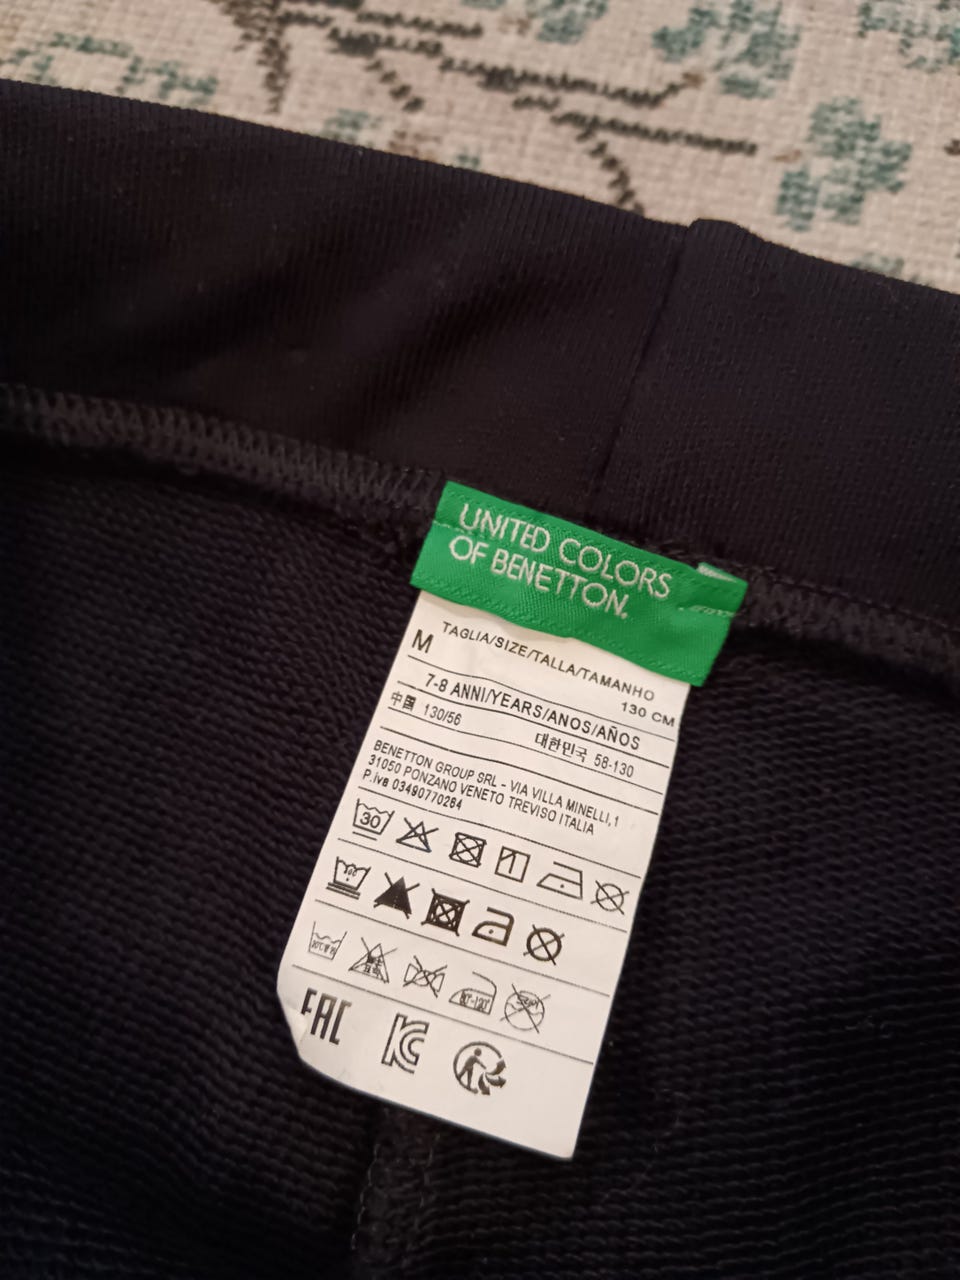 UNITED COLORS
OF BENETTON.
TAGLIA/SIZE/TALLA/TAMANHO
M 130 CM
7-8 ANNI/YEARS/ANOS/AÑOS
中国 130/56 대한민국 58-130
BENETTON GROUP SRL - VIA VILLA MINELLI,1
31050 PONZANO VENETO TREVISO ITALIA
P.iva 03490770264
30
EAC